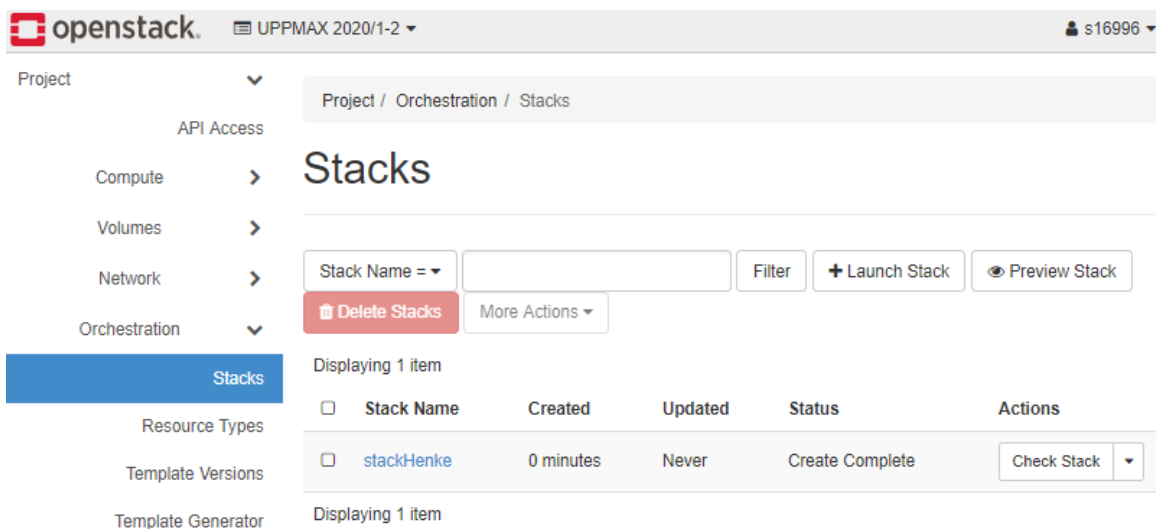 openstack. UPPMAX 2020/1-2 s16996
Project
API Access
Compute
Volumes
Network
Orchestration
Stacks
Resource Types
Template Versions
Template Generator
Project / Orchestration / Stacks
Stacks
Stack Name = Filter + Launch Stack Preview Stack
Delete Stacks More Actions
Displaying 1 item
Stack Name Created Updated Status Actions
stackHenke 0 minutes Never Create Complete Check Stack
Displaying 1 item